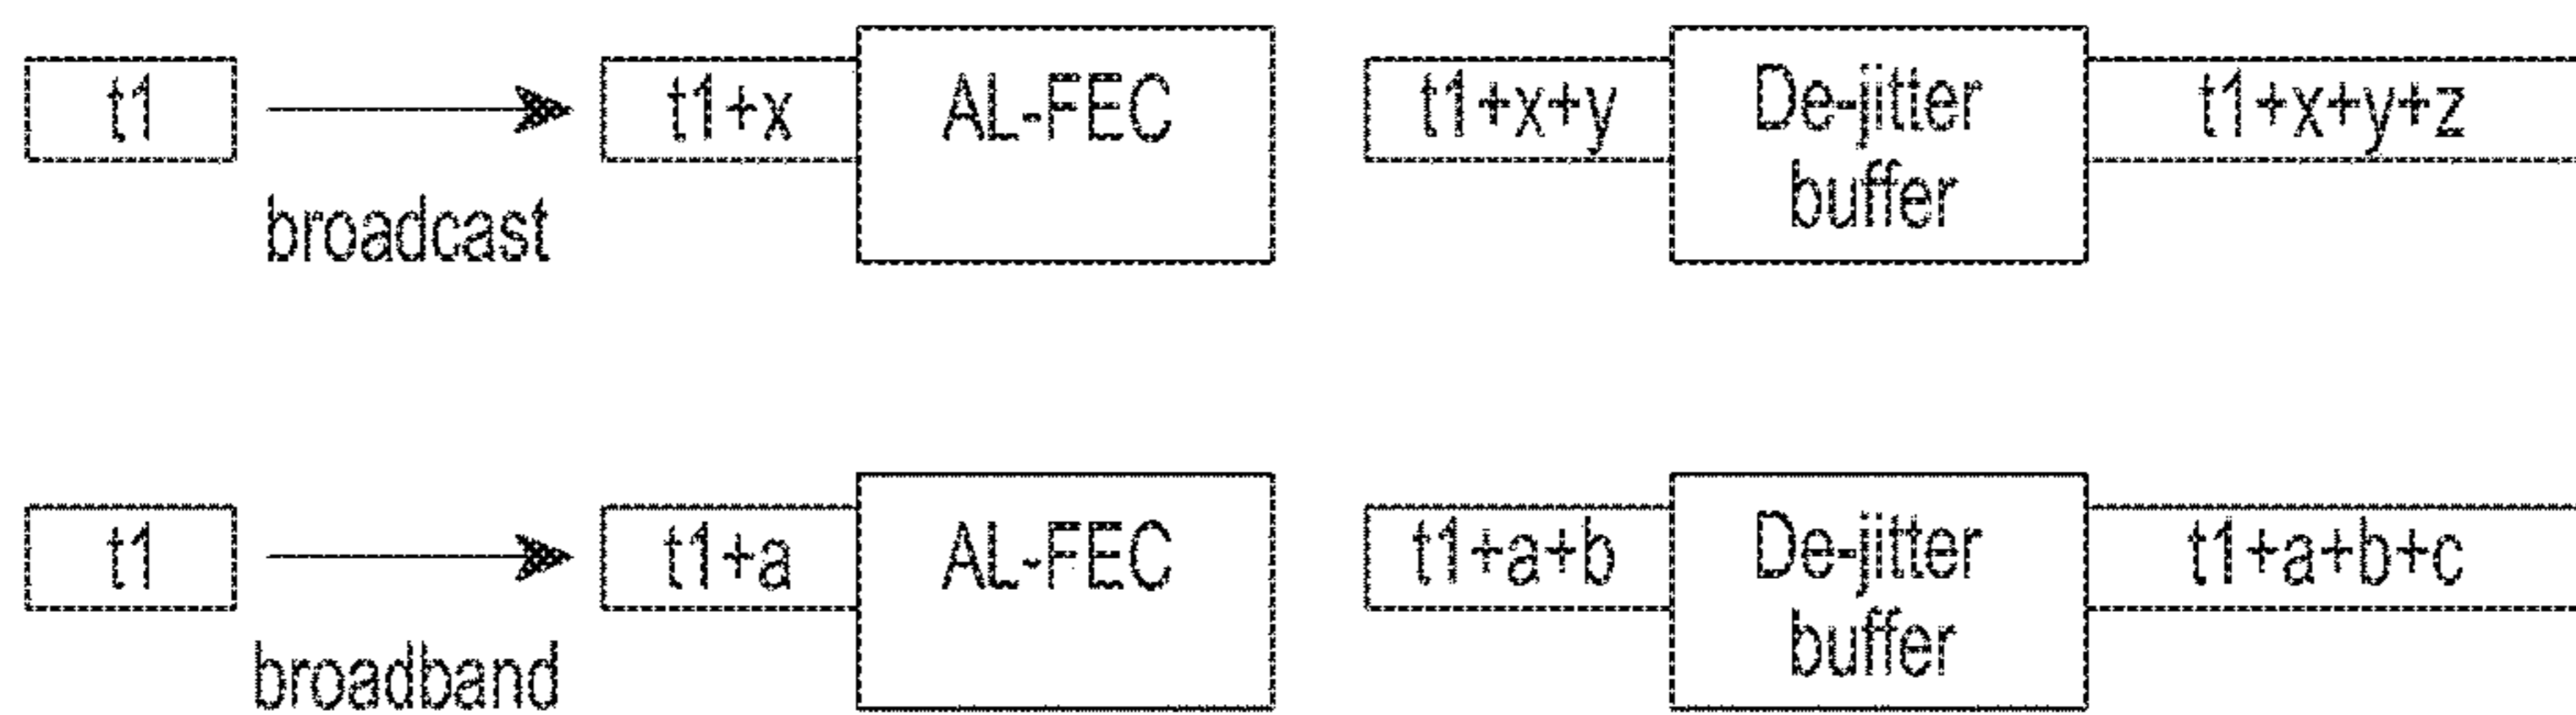 t1
broadcast
t1+x
AL-FEC
t1+x+y
De-jitter
buffer
t1+x+y+z
t1
broadband
t1+a
AL-FEC
t1+a+b
De-jitter
buffer
t1+a+b+c